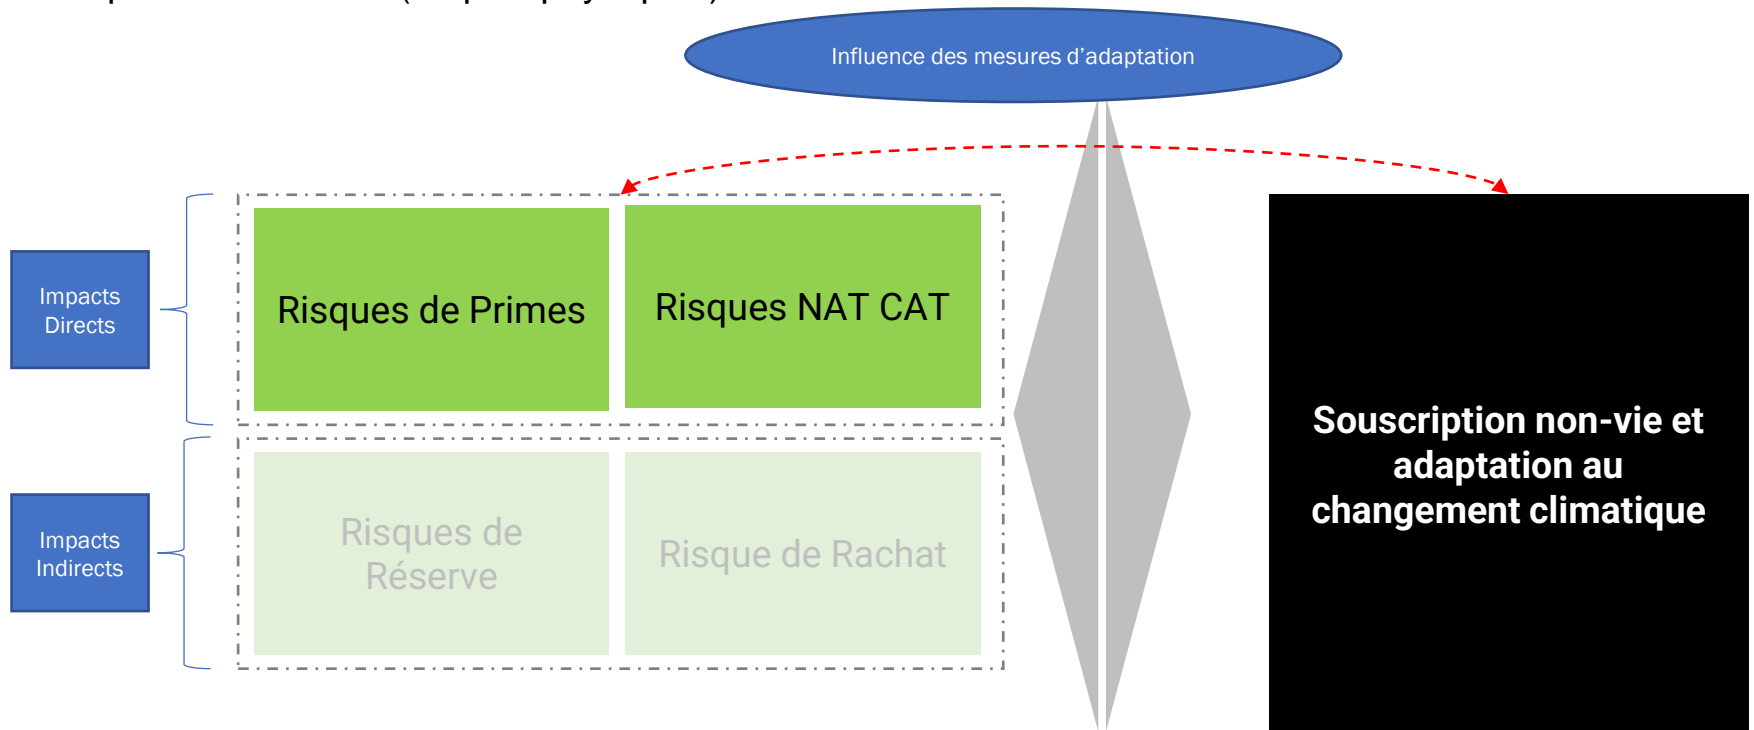 Influence des mesures d'adaptation
Impacts
Directs
Risques de Primes
Risques NAT CAT
Souscription non-vie et
adaptation au
changement climatique
Impacts
Indirects
Risques de
Réserve
Risque de Rachat